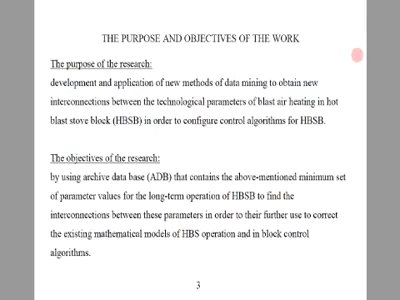 THE PURPOSE AND OBJECTIVES OF THE WORK
The purpose of the research:
development and application of new methods of data mining to obtain new
interconnections between the technological parameters of blast air heating in hot
blast stove block (HBSB) in order to configure control algorithms for HBSB.
The objectives of the research:
by using archive data base (ADB) that contains the above-mentioned minimum set
of parameter values for the long-term operation of HBSB to find the
interconnections between these parameters in order to their further use to correct
the existing mathematical models of HBS operation and in block control
algorithms.
3